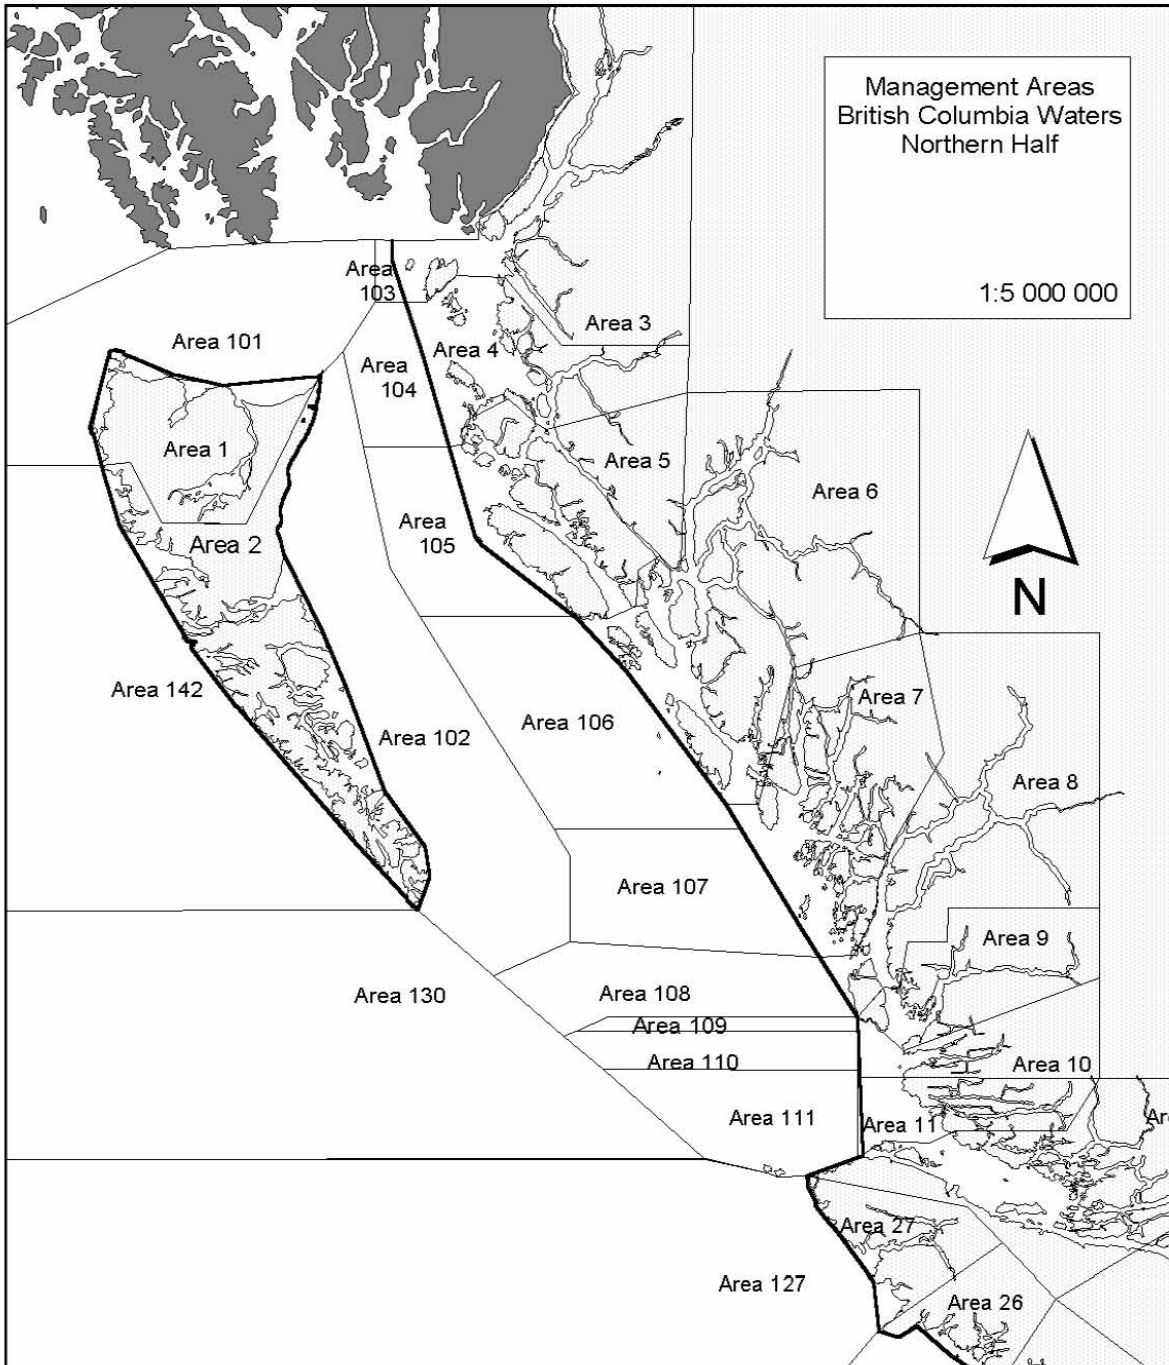 Management Areas
British Columbia Waters
Northern Half
1:5 000 000
Area
103
Area 3
Area 101
Area 4
Area
104
Area 1
Area 5
Area 6
Area
105
Area 2
N
Area 142
Area 7
Area 106
Area 102
Area 8
Area 107
Area 9
Area 130
Area 108
Area 109
Area 110
Area 10
Area 111
Area 11
Area 27
Area 127
Area 26